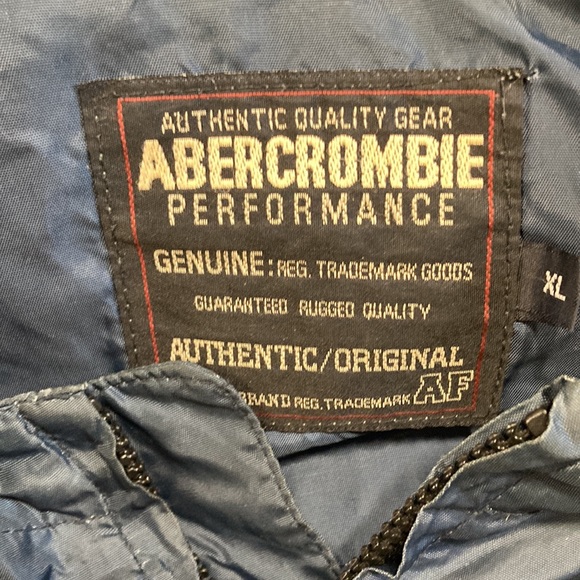 AUTHENTIC QUALITY GEAR
ABERCROMBIE
PERFORMANCE
GENUINE: REG. TRADEMARK GOODS
GUARANTEED RUGGED QUALITY
AUTHENTIC/ORIGINAL
BRAND REG. TRADEMARK AF
XL